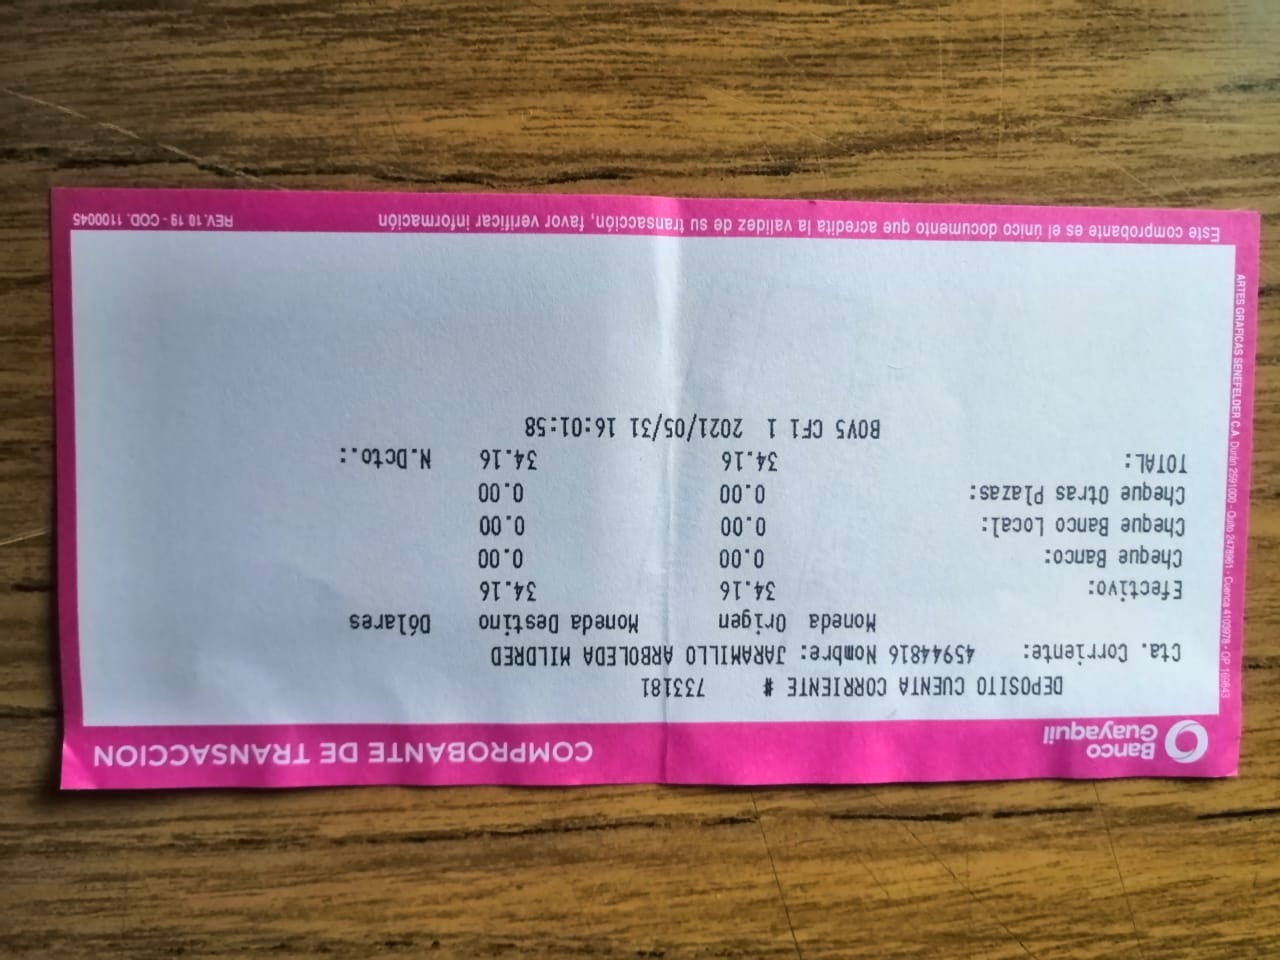 Banco
Guayaquil
COMPROBANTE DE TRANSACCION
DEPOSITO CUENTA CORRIENTE # 733181
Cta. Corriente: 45944816 Nombre: JARAMILLO ARBOLEDA MILDRED
Moneda Origen Moneda Destino Dólares
Efectivo: 34.16 34.16
Cheque Banco: 0.00 0.00
Cheque Banco Local: 0.00 0.00
Cheque Otras Plazas: 0.00 0.00
TOTAL: 34.16 34.16 N.Dcto.:
BOV5 CF1 1 2021/05/31 16:01:58
Este comprobante es el único documento que acredita la validez de su transacción, favor verificar información
REV. 10 19 - COD. 1100045
ARTES GRAFICAS SENEFELDER C.A. Durán 2591000 - Quito 2478961 - Cuenca 4103978 • OP 169843